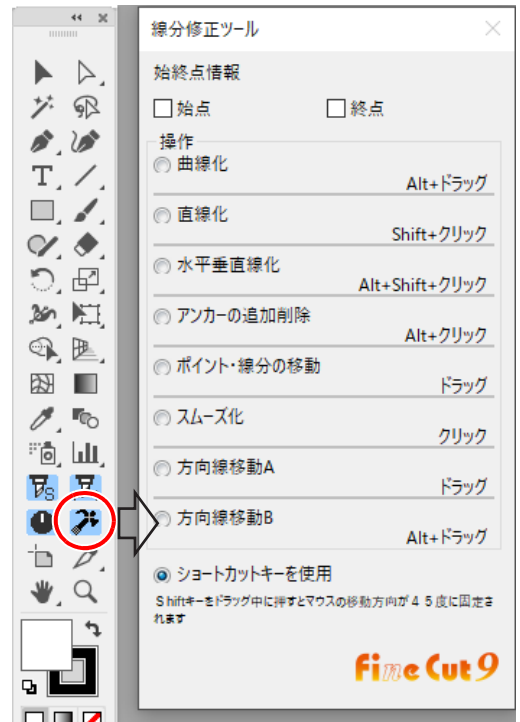 線分修正ツール
始終点情報
始点 終点
操作
曲線化
Alt+ドラッグ
直線化
Shift+クリック
水平垂直線化
Alt+Shift+クリック
アンカーの追加削除
Alt+クリック
ポイント・線分の移動
ドラッグ
スムーズ化
クリック
方向線移動A
ドラッグ
方向線移動B
Alt+ドラッグ
ショートカットキーを使用
Shiftキーをドラッグ中に押すとマウスの移動方向が４５度に固定さ
れます
Fine Cut 9